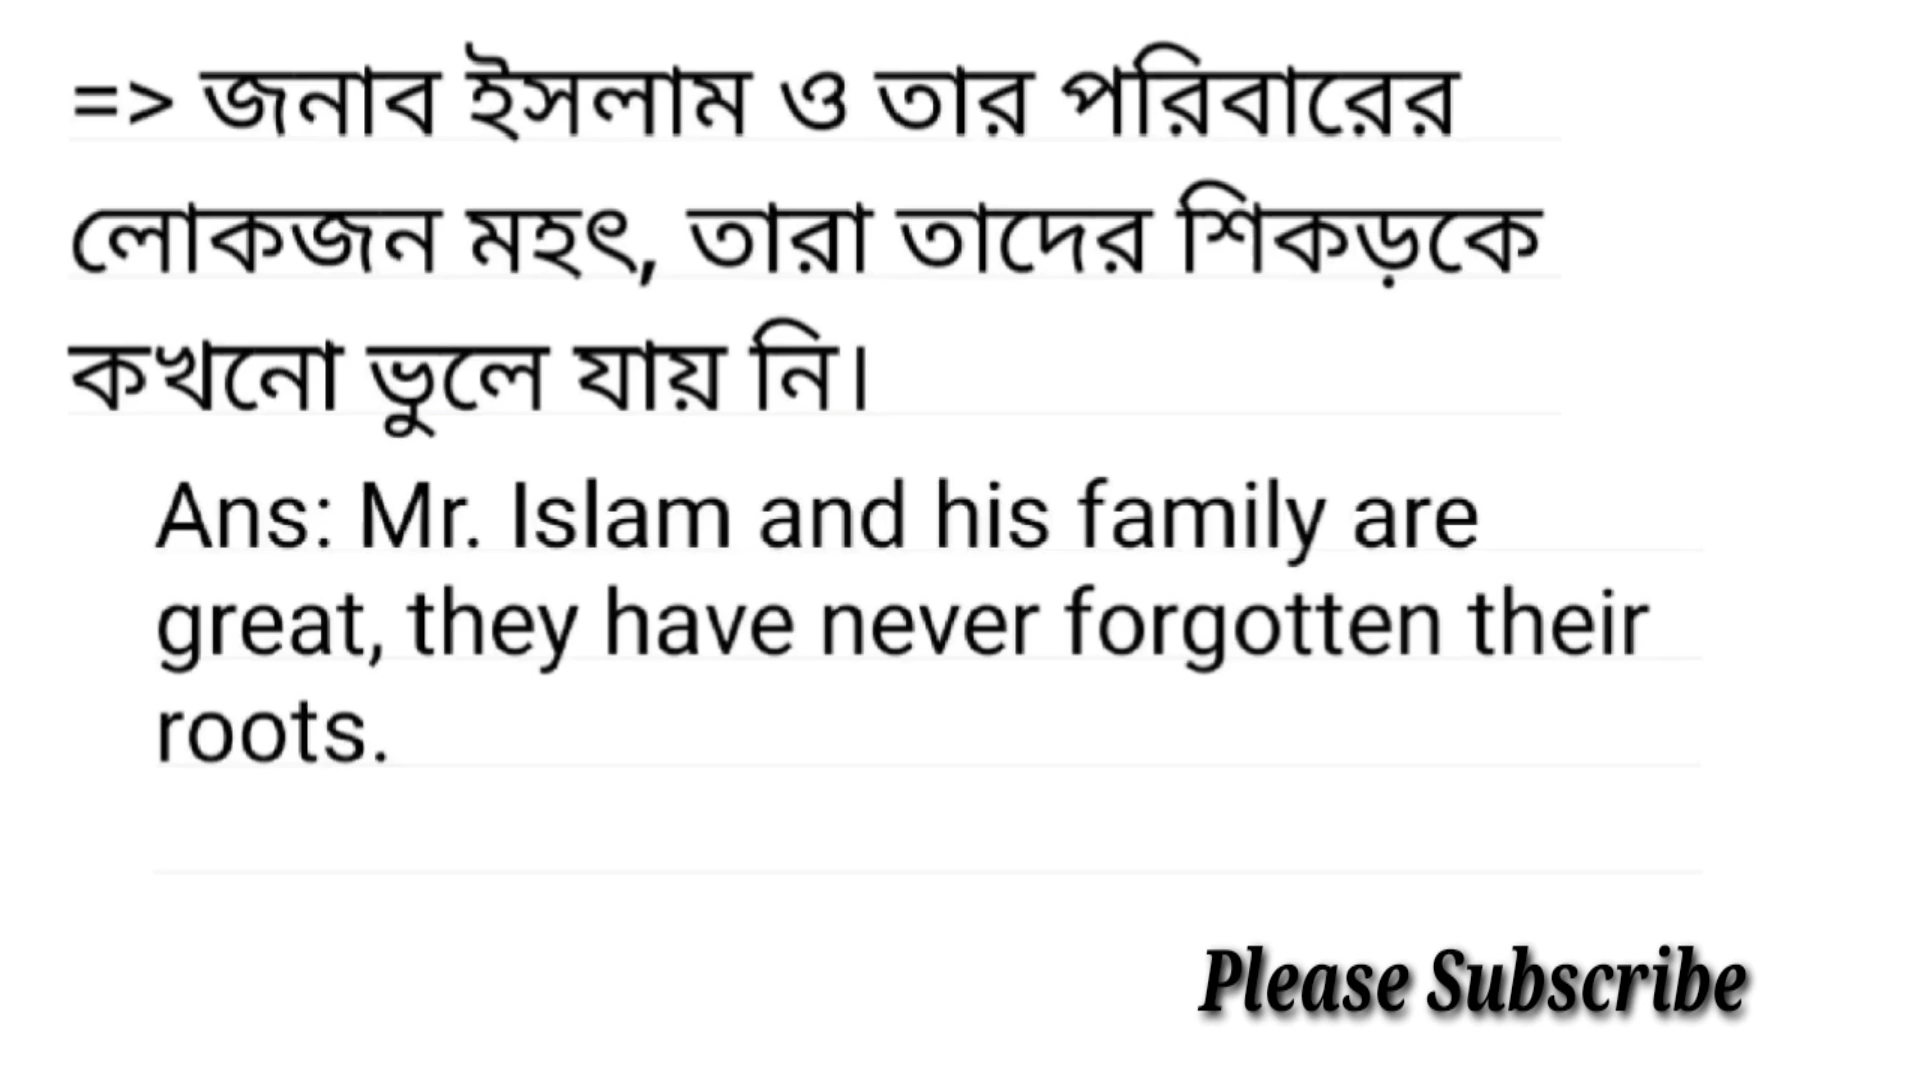 => জনাব ইসলাম ও তার পরিবারের
লোকজন মহৎ, তারা তাদের শিকড়কে
কখনো ভুলে যায় নি।
Ans: Mr. Islam and his family are
great, they have never forgotten their
roots.
Please Subscribe